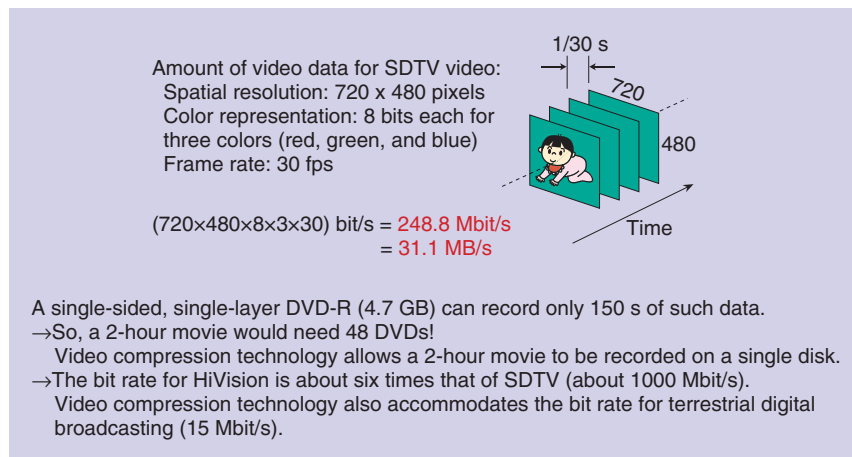 1/30 s
Amount of video data for SDTV video:
Spatial resolution: 720 x 480 pixels
Color representation: 8 bits each for
three colors (red, green, and blue)
Frame rate: 30 fps
720
480
Time
(720×480×8×3×30) bit/s = 248.8 Mbit/s
= 31.1 MB/s
A single-sided, single-layer DVD-R (4.7 GB) can record only 150 s of such data.
→So, a 2-hour movie would need 48 DVDs!
Video compression technology allows a 2-hour movie to be recorded on a single disk.
→The bit rate for HiVision is about six times that of SDTV (about 1000 Mbit/s).
Video compression technology also accommodates the bit rate for terrestrial digital
broadcasting (15 Mbit/s).